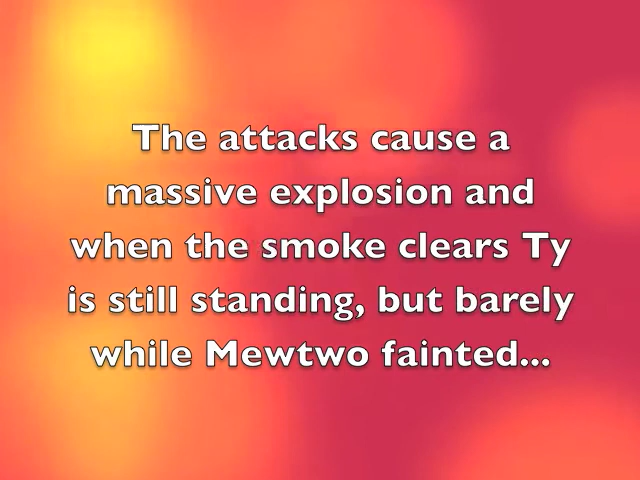 The attacks cause a
massive explosion and
when the smoke clears Ty
is still standing, but barely
while Mewtwo fainted...